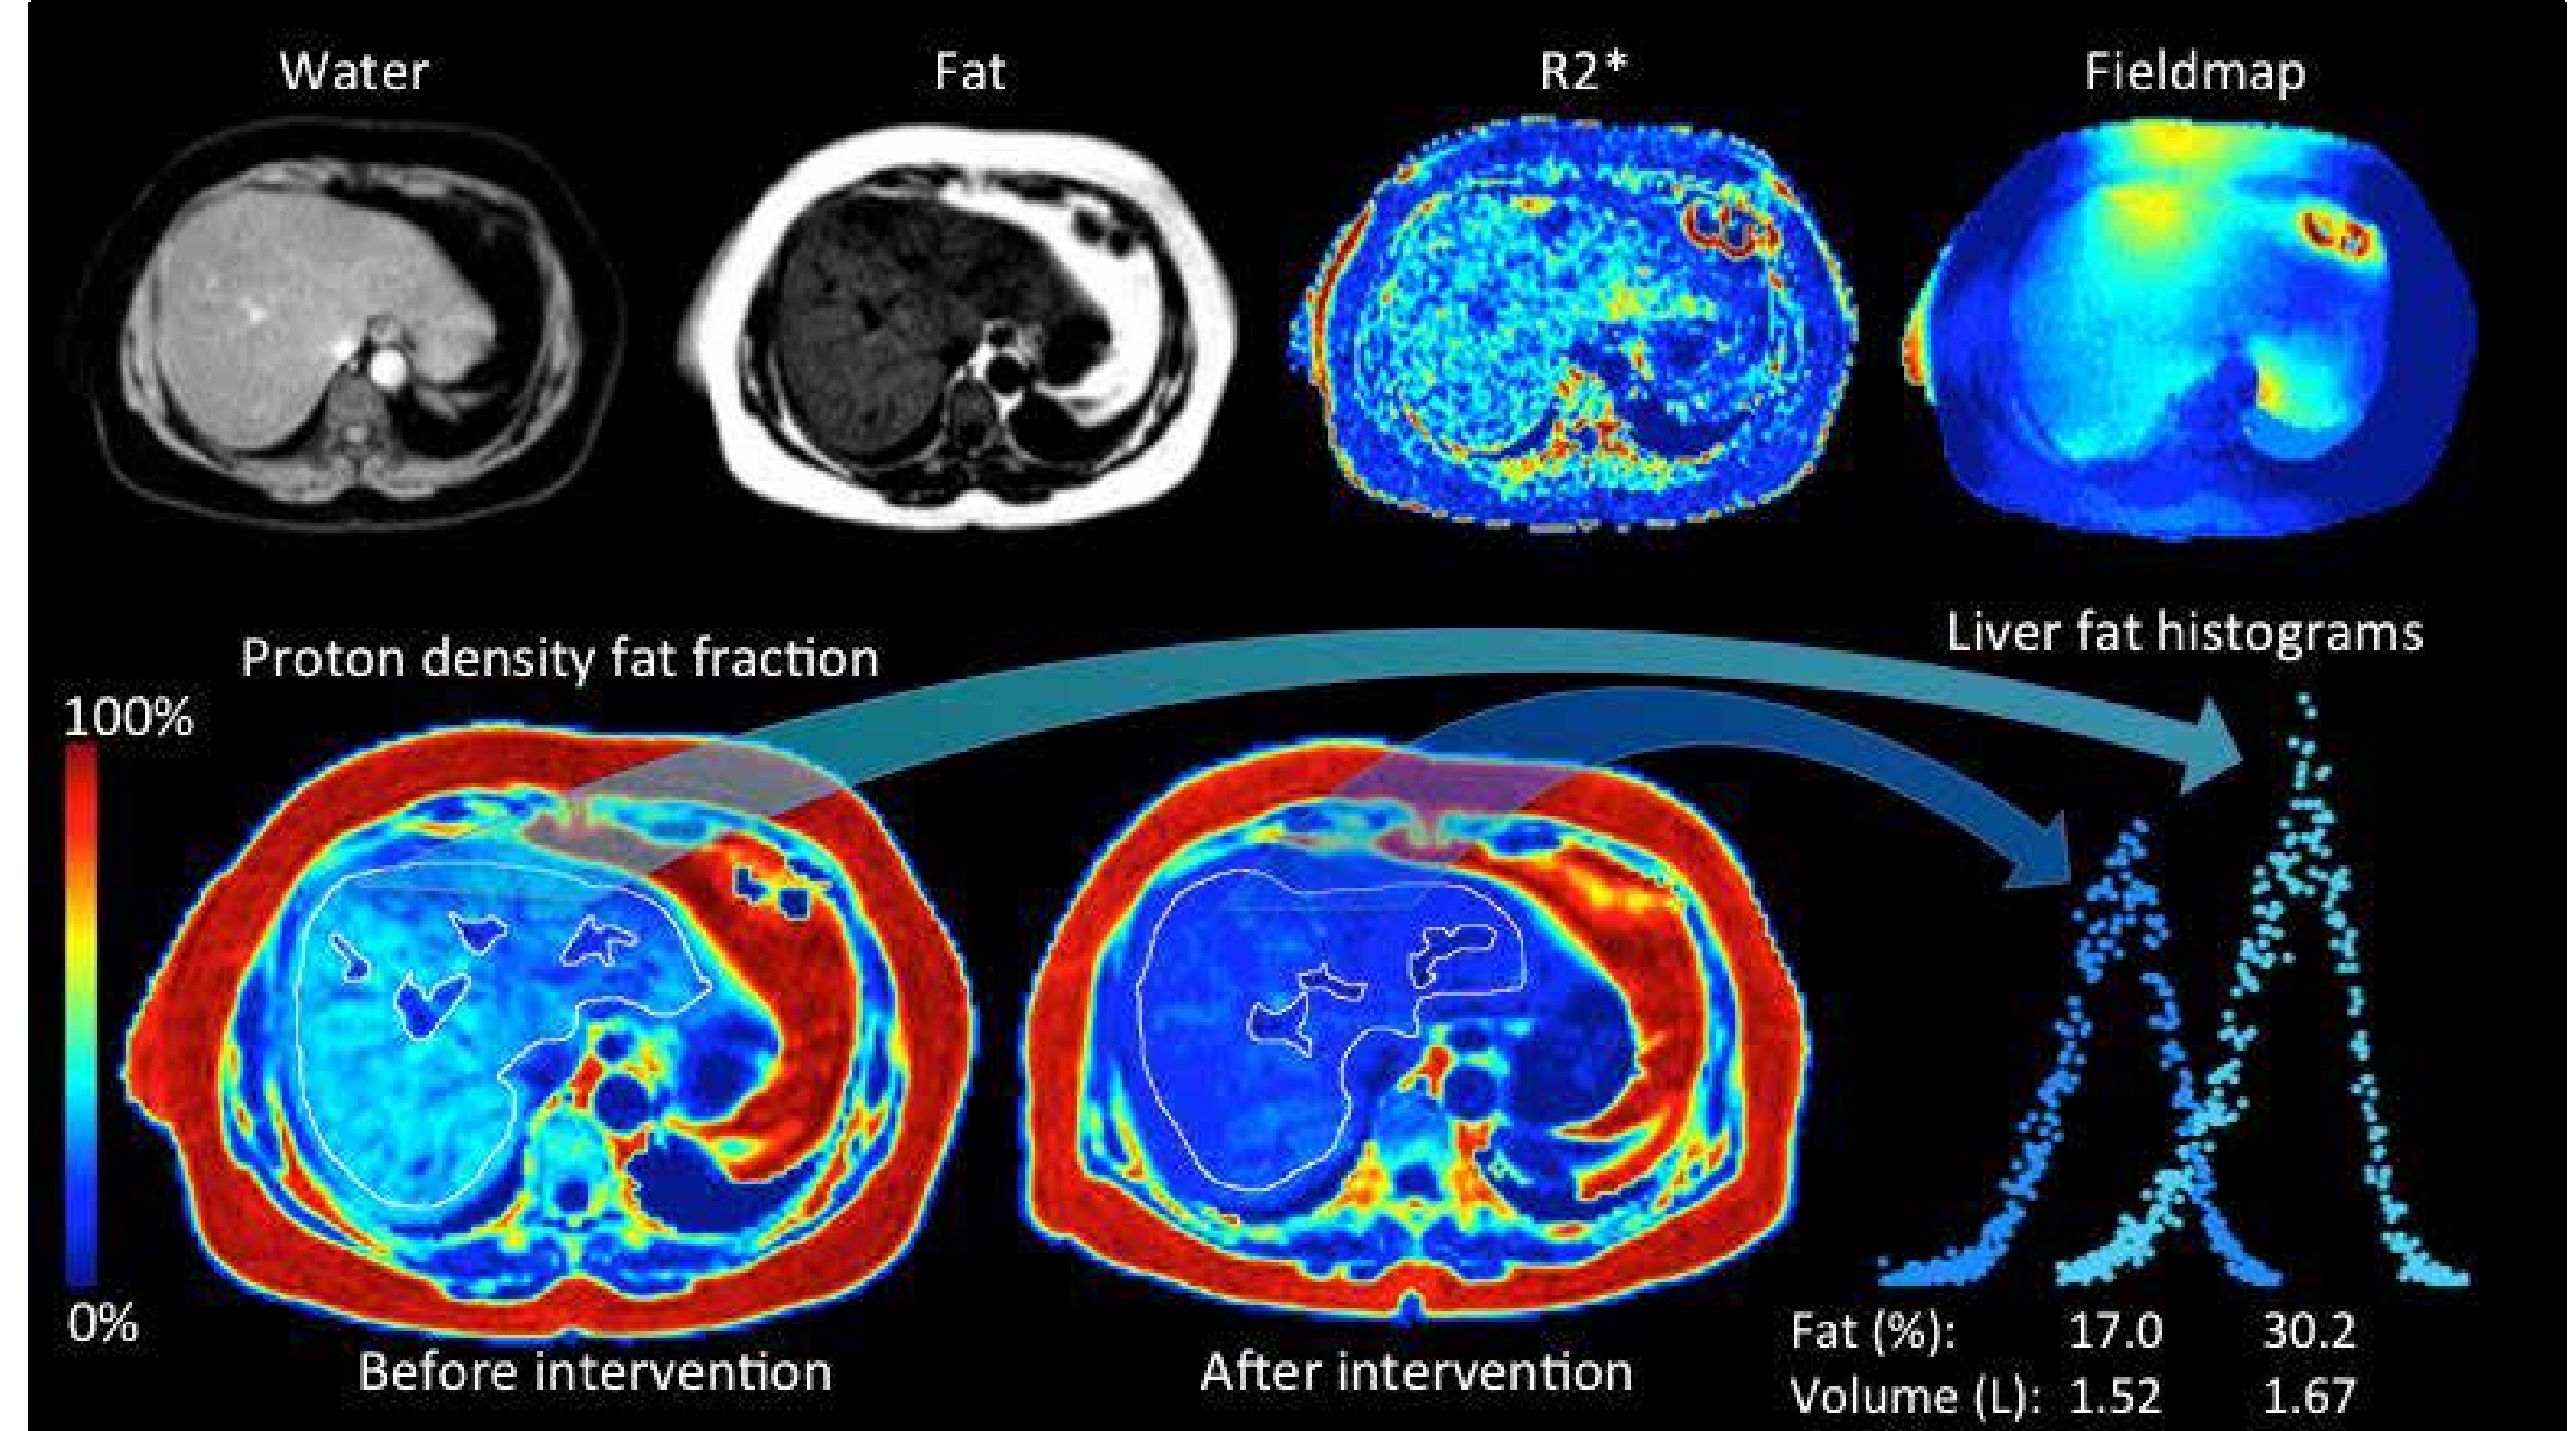 Water
Fat
R2*
Fieldmap
Proton density fat fraction
Liver fat histograms
100%
0%
Before intervention
After intervention
Fat (%): 17.0 30.2
Volume (L): 1.52 1.67